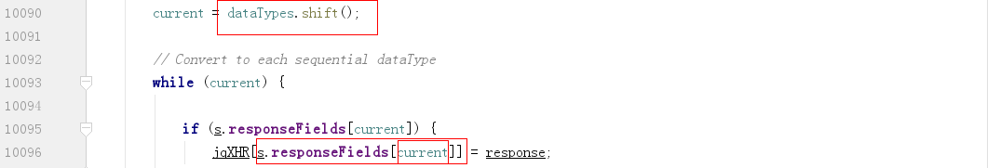 10090 current = dataTypes.shift();
10091
10092 // Convert to each sequential dataType
10093 while (current) {
10094
10095 if (s.responseFields[current]) {
10096 jqXHR[s.responseFields[current]] = response;